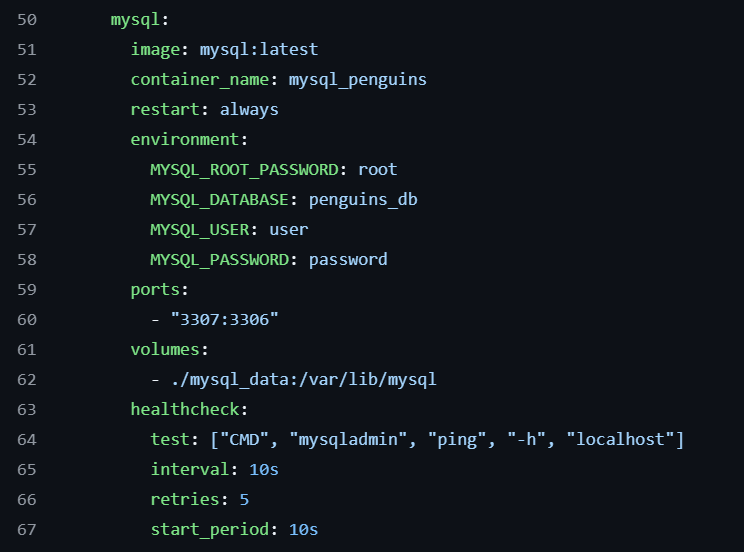 50 mysql:
51 image: mysql:latest
52 container_name: mysql_penguins
53 restart: always
54 environment:
55 MYSQL_ROOT_PASSWORD: root
56 MYSQL_DATABASE: penguins_db
57 MYSQL_USER: user
58 MYSQL_PASSWORD: password
59 ports:
60 - "3307:3306"
61 volumes:
62 - ./mysql_data:/var/lib/mysql
63 healthcheck:
64 test: ["CMD", "mysqladmin", "ping", "-h", "localhost"]
65 interval: 10s
66 retries: 5
67 start_period: 10s